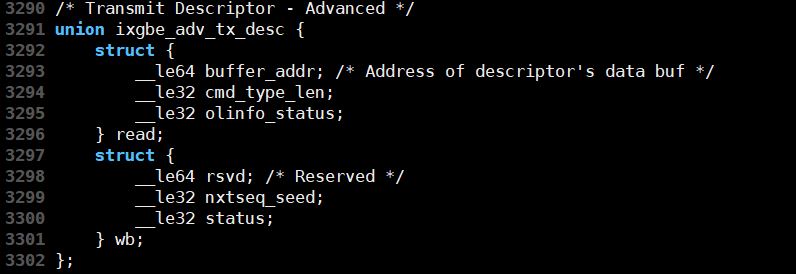 3290 /* Transmit Descriptor - Advanced */
3291 union ixgbe_adv_tx_desc {
3292     struct {
3293         __le64 buffer_addr; /* Address of descriptor's data buf */
3294         __le32 cmd_type_len;
3295         __le32 olinfo_status;
3296     } read;
3297     struct {
3298         __le64 rsvd; /* Reserved */
3299         __le32 nxtseq_seed;
3300         __le32 status;
3301     } wb;
3302 };